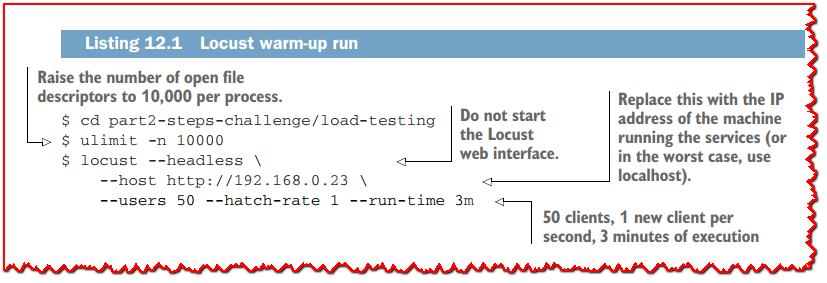 Listing 12.1 Locust warm-up run
Raise the number of open file
descriptors to 10,000 per process.
$ cd part2-steps-challenge/load-testing
$ ulimit -n 10000
$ locust --headless \
--host http://192.168.0.23 \
--users 50 --hatch-rate 1 --run-time 3m
Do not start
the Locust
web interface.
Replace this with the IP
address of the machine
running the services (or
in the worst case, use
localhost).
50 clients, 1 new client per
second, 3 minutes of execution